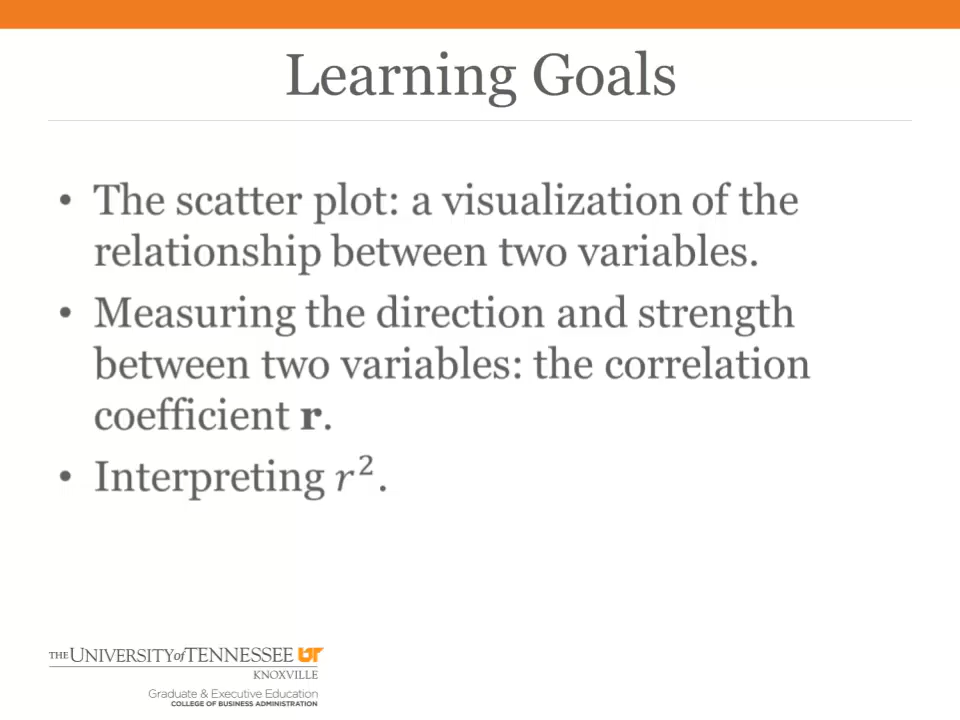 Learning Goals
• The scatter plot: a visualization of the
relationship between two variables.
• Measuring the direction and strength
between two variables: the correlation
coefficient r.
• Interpreting r².
THE UNIVERSITY of TENNESSEE UT
KNOXVILLE
Graduate & Executive Education
COLLEGE OF BUSINESS ADMINISTRATION